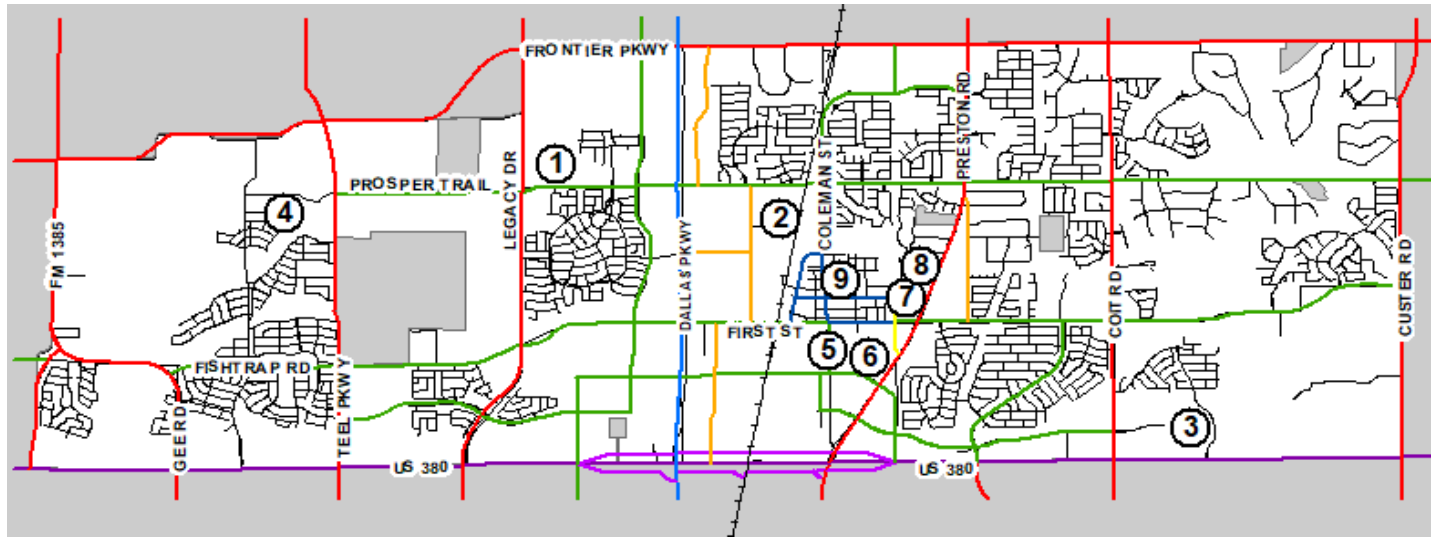 FRONTIER PKWY
PRESTON RD
COLEMAN ST
1
LEGACY DR
PROSPER TRAIL
4
2
FM 1385
DALLAS PKWY
9
8
7
COIT RD
CUSTER RD
FIRST ST
5
6
FISHTRAP RD
TEEL PKWY
GEE RD
3
US 380
US 380